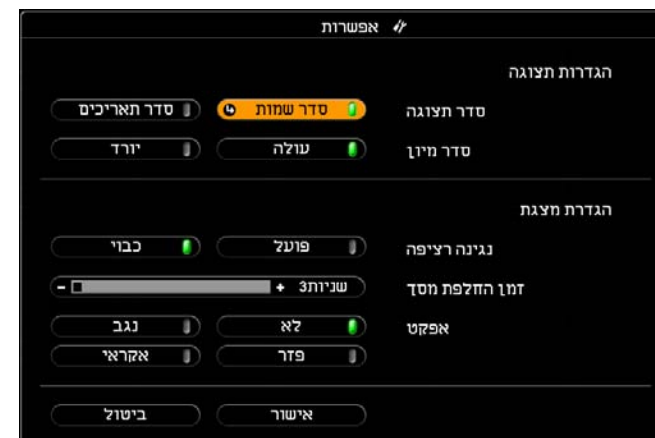 אפשרות
הגדרות תצוגה
סדר תצוגה סדר שמות סדר תאריכים
סדר מיון עולה יורד
הגדרת מצגת
נגינה רציפה פועל כבוי
זמן החלפת מסך שניות3 + -
אפקט לא נגב
פזר אקראי
אישור ביטול